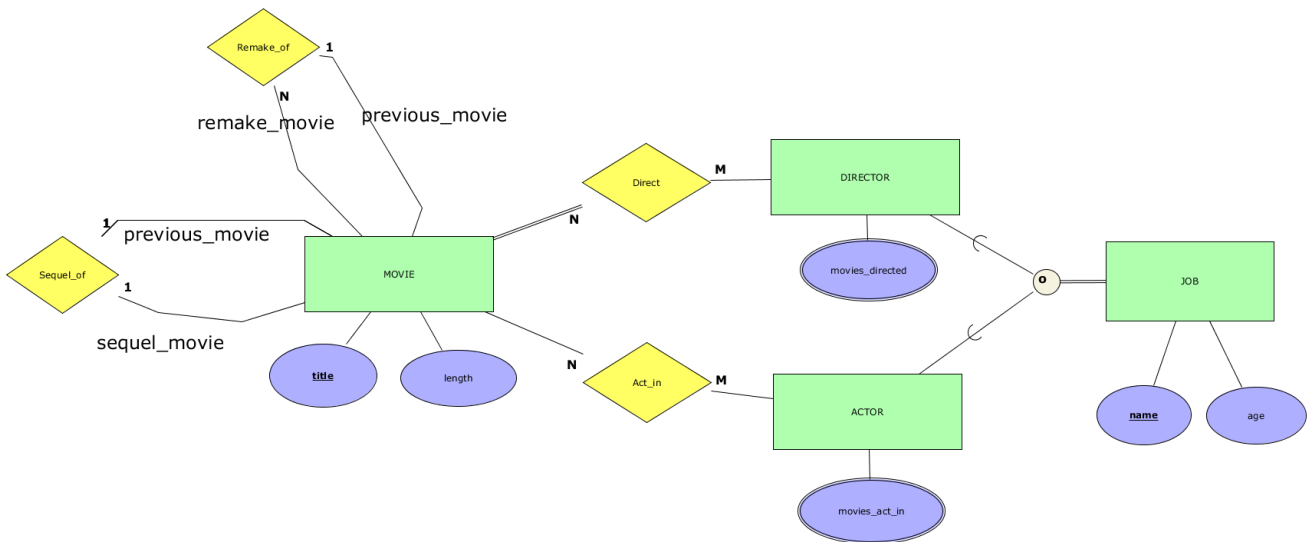 Remake_of
1
N
remake_movie
previous_movie
Direct
M
N
DIRECTOR
movies_directed
1
previous_movie
Sequel_of
1
sequel_movie
MOVIE
title
length
N
Act_in
M
ACTOR
movies_act_in
o
JOB
name
age